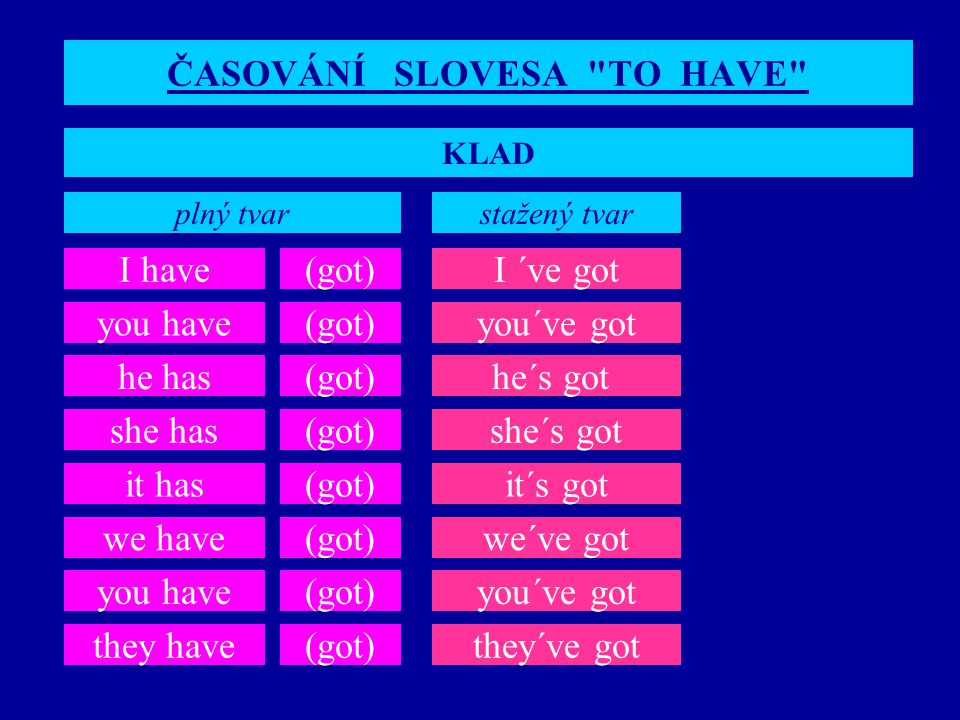 ČASOVÁNÍ SLOVESA "TO HAVE"
KLAD
plný tvar stažený tvar
I have (got) I ´ve got
you have (got) you´ve got
he has (got) he´s got
she has (got) she´s got
it has (got) it´s got
we have (got) we´ve got
you have (got) you´ve got
they have (got) they´ve got